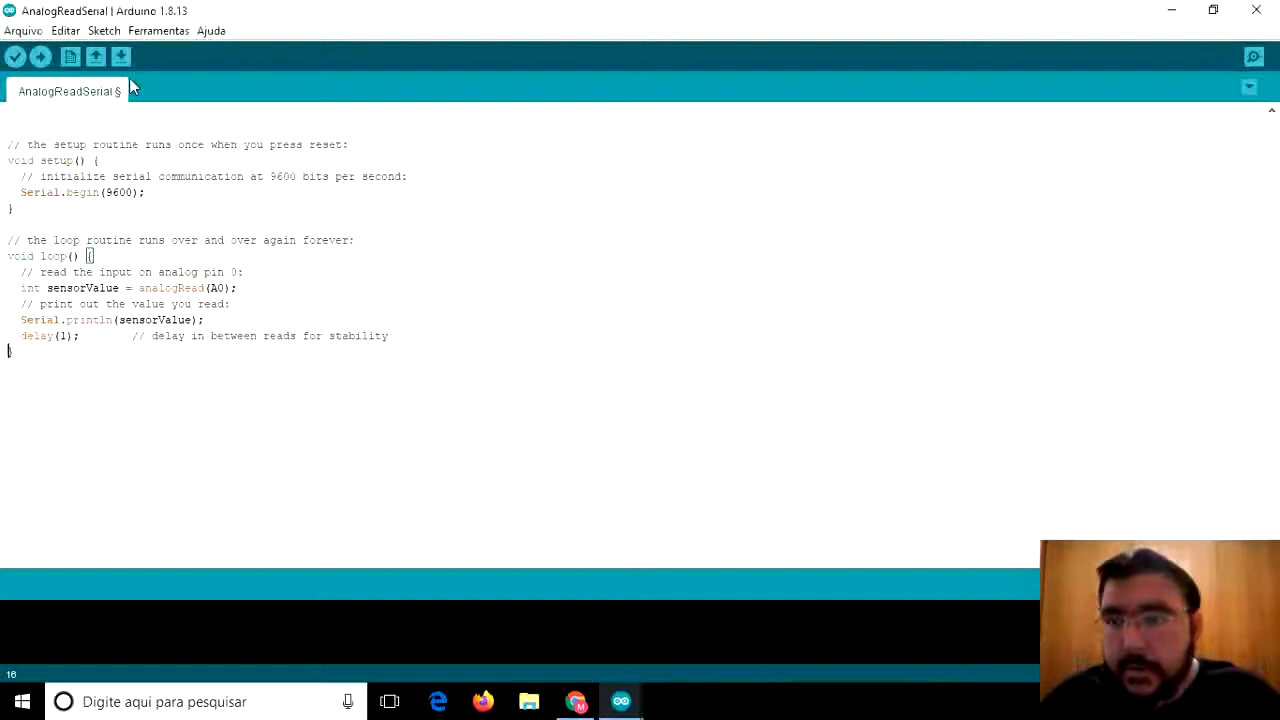 AnalogReadSerial | Arduino 1.8.13
Arquivo Editar Sketch Ferramentas Ajuda
AnalogReadSerial §
// the setup routine runs once when you press reset:
void setup() {
// initialize serial communication at 9600 bits per second:
Serial.begin(9600);
}
// the loop routine runs over and over again forever:
void loop() {
// read the input on analog pin 0:
int sensorValue = analogRead(A0);
// print out the value you read:
Serial.println(sensorValue);
delay(1); // delay in between reads for stability
}
16
Digite aqui para pesquisar
M